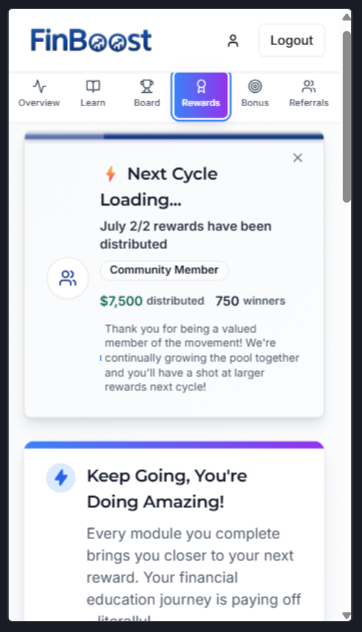 FinBoost
Logout
Overview
Learn
Board
Rewards
Bonus
Referrals
Next Cycle
Loading...
July 2/2 rewards have been
distributed
Community Member
$7,500 distributed 750 winners
Thank you for being a valued
member of the movement! We're
continually growing the pool together
and you'll have a shot at larger
rewards next cycle!
Keep Going, You're
Doing Amazing!
Every module you complete
brings you closer to your next
reward. Your financial
education journey is paying off
literally!